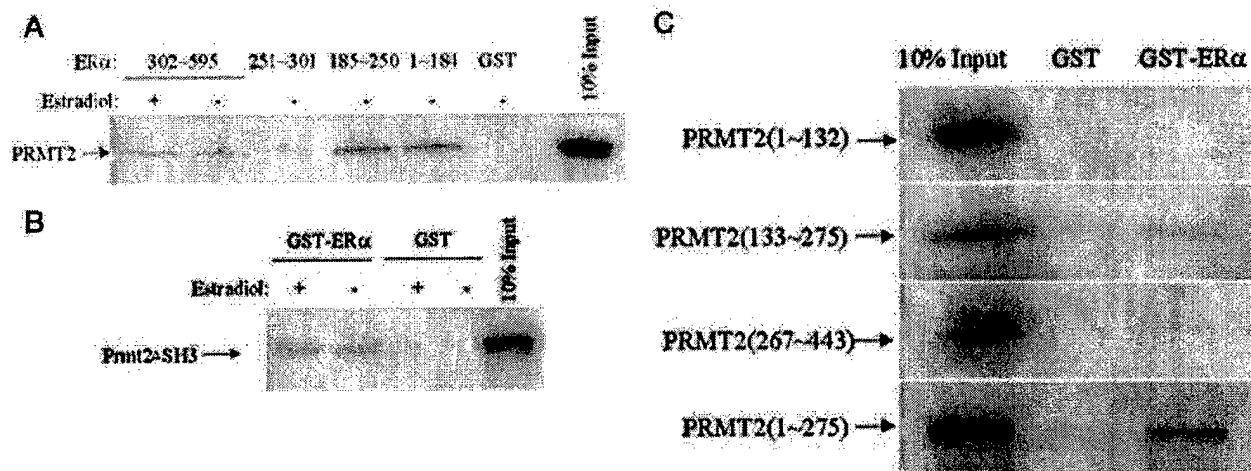 A
ERα: 302~595 251~301 185~250 1~184 GST 10% Input
Estradiol: + - - - - -
PRMT2
B
GST-ERα GST 10% Input
Estradiol: + - + -
Prmt2ΔSH3
C
10% Input GST GST-ERα
PRMT2(1~132)
PRMT2(133~275)
PRMT2(267~443)
PRMT2(1~275)